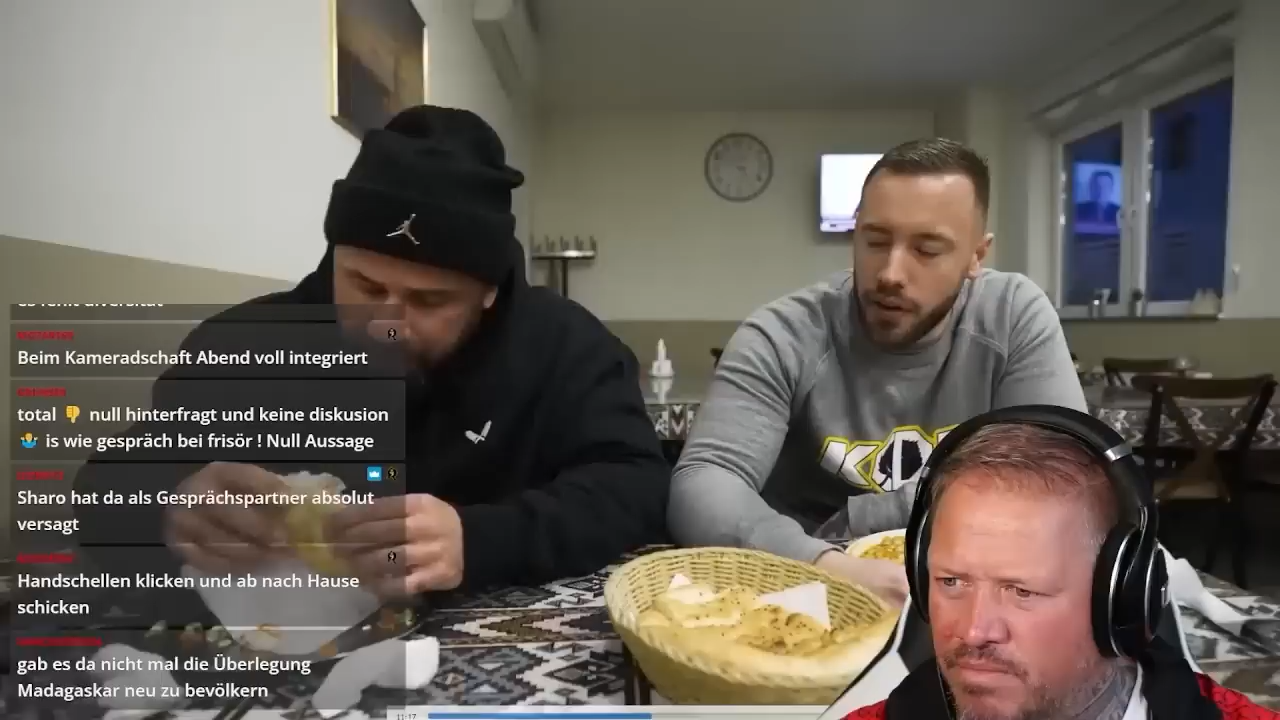 Beim Kameradschaft Abend voll integriert
total 👎 null hinterfragt und keine diskusion
🤷‍♂️ is wie gespräch bei frisör ! Null Aussage
Sharo hat da als Gesprächspartner absolut
versagt
Handschellen klicken und ab nach Hause
schicken
gab es da nicht mal die Überlegung
Madagaskar neu zu bevölkern
11:17